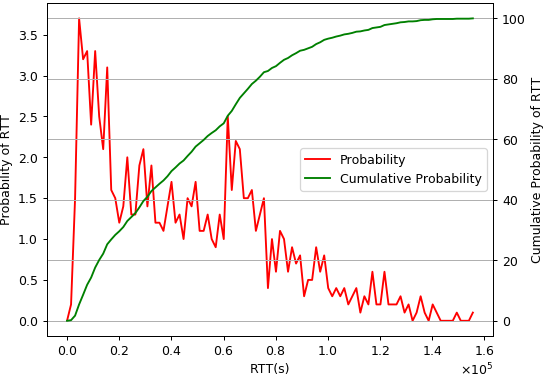 Probability of RTT
3.5
3.0
2.5
2.0
1.5
1.0
0.5
0.0
100
80
60
40
20
0
Cumulative Probability of RTT
Probability
Cumulative Probability
0.0 0.2 0.4 0.6 0.8 1.0 1.2 1.4 1.6
RTT(s)
×10⁵